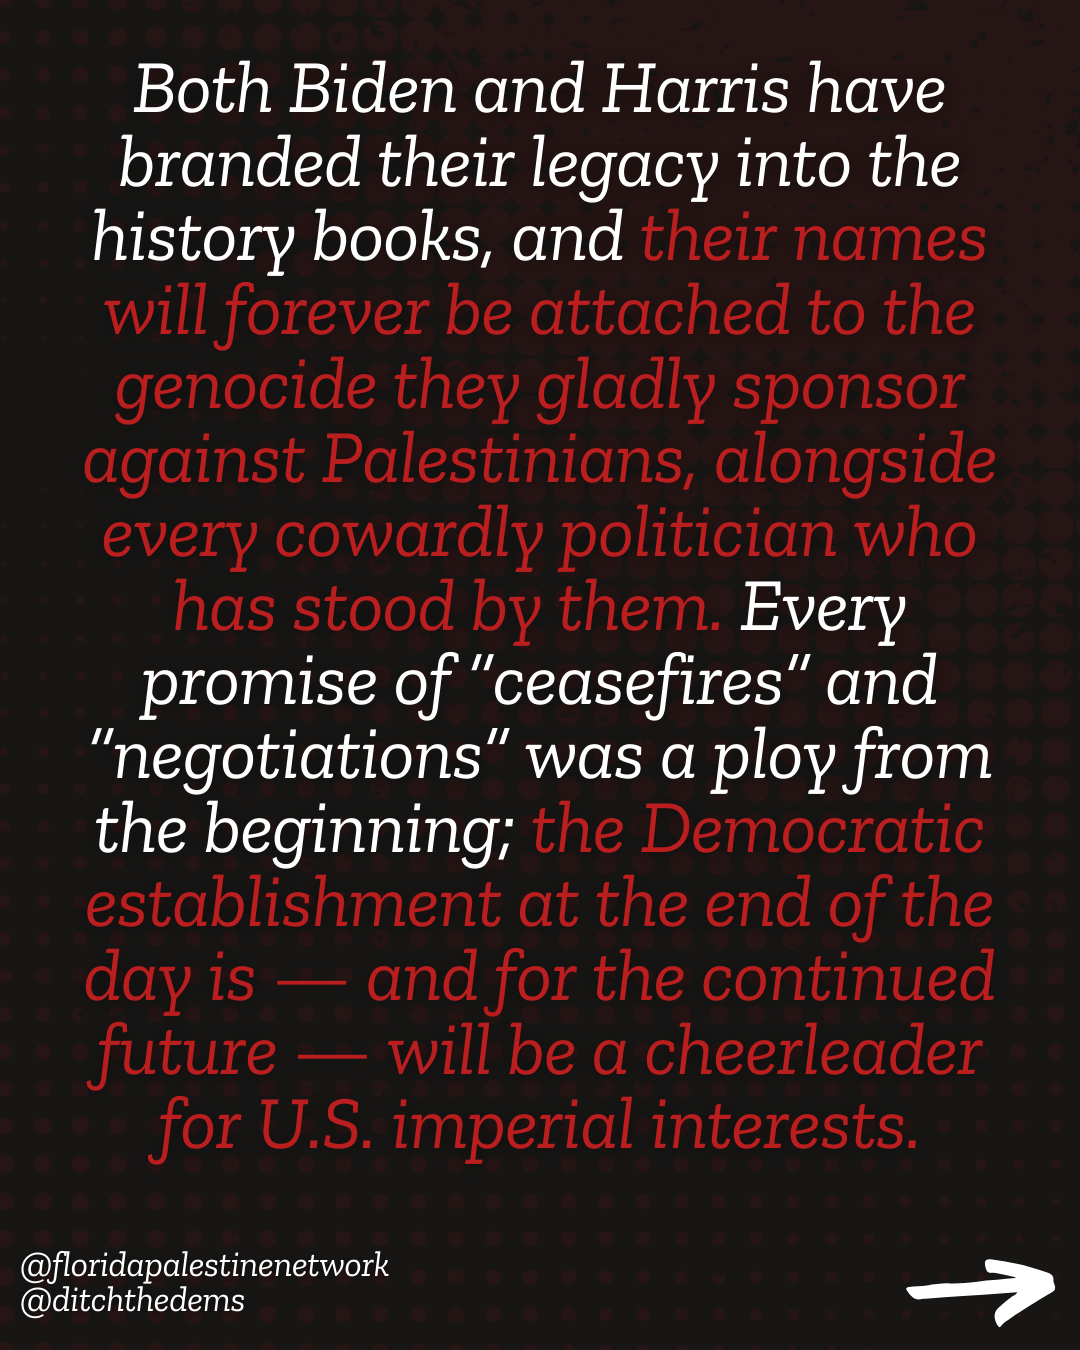 Both Biden and Harris have
branded their legacy into the
history books, and their names
will forever be attached to the
genocide they gladly sponsor
against Palestinians, alongside
every cowardly politician who
has stood by them. Every
promise of "ceasefires" and
"negotiations" was a ploy from
the beginning; the Democratic
establishment at the end of the
day is — and for the continued
future — will be a cheerleader
for U.S. imperial interests.
@floridapalestinenetwork
@ditchthedems